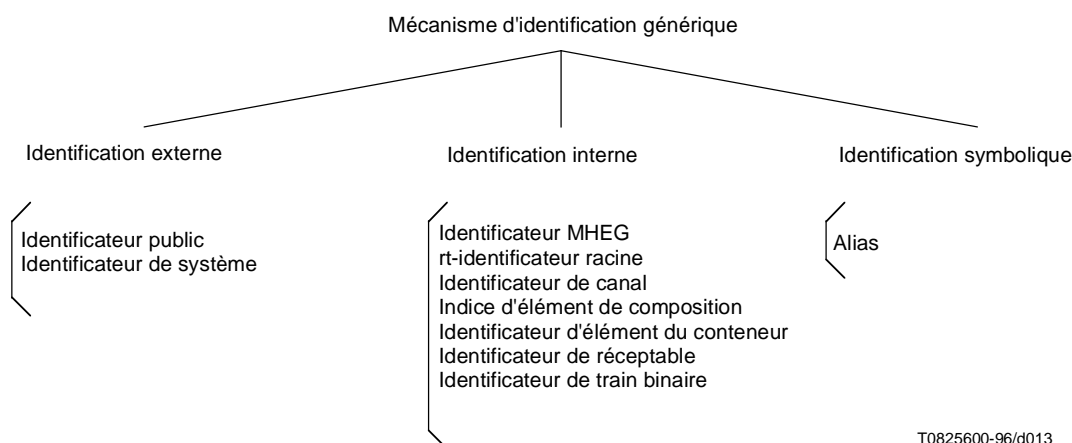 Mécanisme d'identification générique
Identification externe
Identification interne
Identification symbolique
Identificateur public
Identificateur de système
Identificateur MHEG
rt-identificateur racine
Identificateur de canal
Indice d'élément de composition
Identificateur d'élément du conteneur
Identificateur de réceptable
Identificateur de train binaire
Alias
T0825600-96/d013